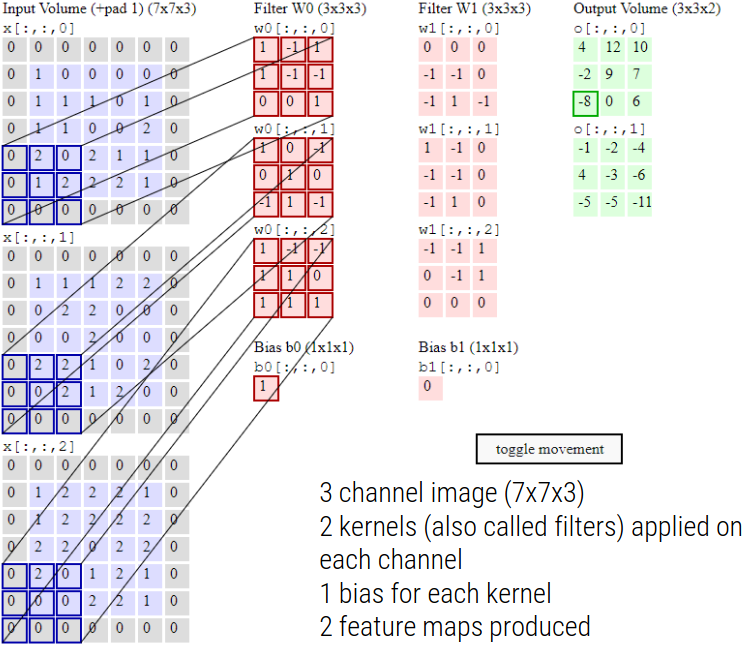 Input Volume (+pad 1) (7x7x3)
x[:,:,0]
0 0 0 0 0 0 0
0 1 0 0 0 0 0
0 1 1 1 0 1 0
0 1 1 0 0 2 0
0 2 0 2 1 1 0
0 1 2 2 2 1 0
0 0 0 0 0 0 0
x[:,:,1]
0 0 0 0 0 0 0
0 1 1 1 2 2 0
0 0 2 2 0 0 0
0 0 0 2 0 0 0
0 2 2 1 0 2 0
0 0 2 1 2 0 0
0 0 0 0 0 0 0
x[:,:,2]
0 0 0 0 0 0 0
0 1 2 2 2 1 0
0 1 2 2 2 2 0
0 2 2 0 2 2 0
0 2 0 1 2 1 0
0 0 0 2 2 1 0
0 0 0 0 0 0 0
Filter W0 (3x3x3)
w0[:,:,0]
1 -1 1
1 -1 -1
0 0 1
w0[:,:,1]
1 0 -1
0 1 0
-1 1 -1
w0[:,:,2]
1 -1 -1
1 1 0
1 1 1
Bias b0 (1x1x1)
b0[:,:,0]
1
Filter W1 (3x3x3)
w1[:,:,0]
0 0 0
-1 -1 0
-1 1 -1
w1[:,:,1]
1 -1 0
-1 -1 0
-1 1 0
w1[:,:,2]
-1 -1 1
0 -1 1
0 0 0
Bias b1 (1x1x1)
b1[:,:,0]
0
Output Volume (3x3x2)
o[:,:,0]
4 12 10
-2 9 7
-8 0 6
o[:,:,1]
-1 -2 -4
4 -3 -6
-5 -5 -11
toggle movement
3 channel image (7x7x3)
2 kernels (also called filters) applied on
each channel
1 bias for each kernel
2 feature maps produced